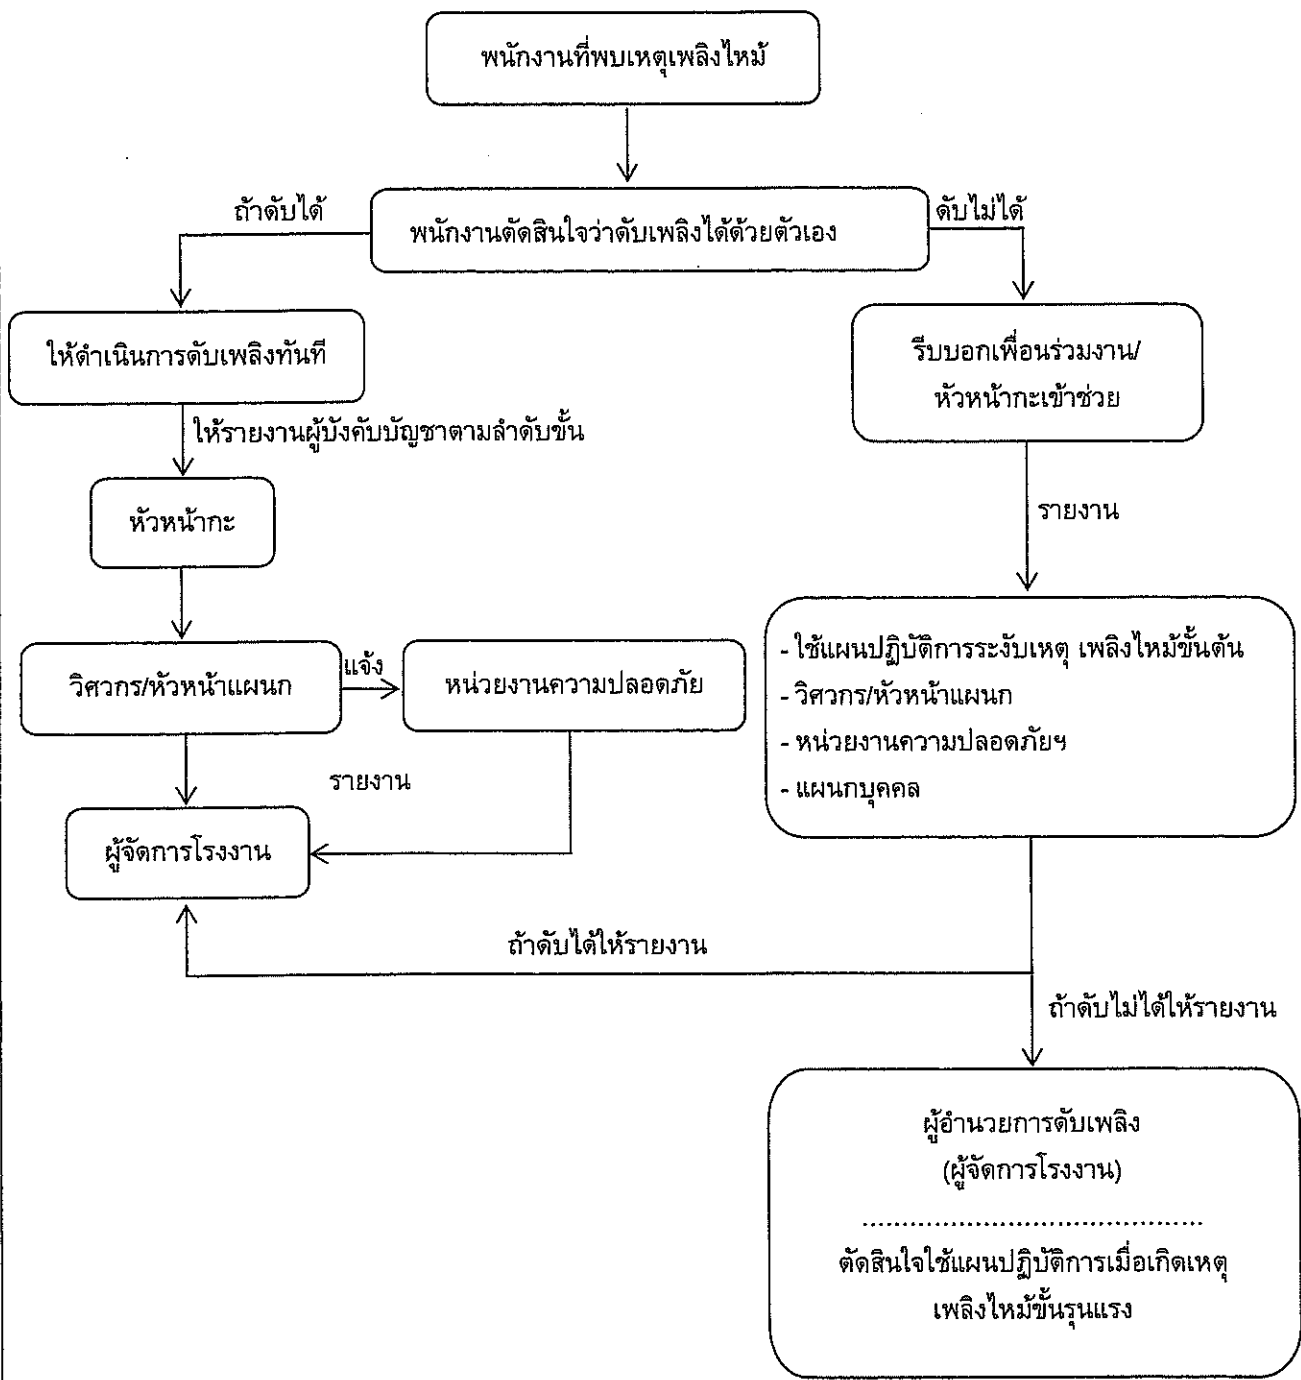 พนักงานที่พบเหตุเพลิงไหม้
ถ้าดับได้
พนักงานตัดสินใจว่าดับเพลิงได้ด้วยตัวเอง
ดับไม่ได้
ให้ดำเนินการดับเพลิงทันที
รีบบอกเพื่อนร่วมงาน/
หัวหน้ากะเข้าช่วย
ให้รายงานผู้บังคับบัญชาตามลำดับขั้น
หัวหน้ากะ
รายงาน
วิศวกร/หัวหน้าแผนก
แจ้ง
หน่วยงานความปลอดภัย
- ใช้แผนปฏิบัติการระงับเหตุ เพลิงไหม้ขั้นต้น
- วิศวกร/หัวหน้าแผนก
- หน่วยงานความปลอดภัยฯ
- แผนกบุคคล
รายงาน
ผู้จัดการโรงงาน
ถ้าดับได้ให้รายงาน
ถ้าดับไม่ได้ให้รายงาน
ผู้อำนวยการดับเพลิง
(ผู้จัดการโรงงาน)
...........................................
ตัดสินใจใช้แผนปฏิบัติการเมื่อเกิดเหตุ
เพลิงไหม้ขั้นรุนแรง